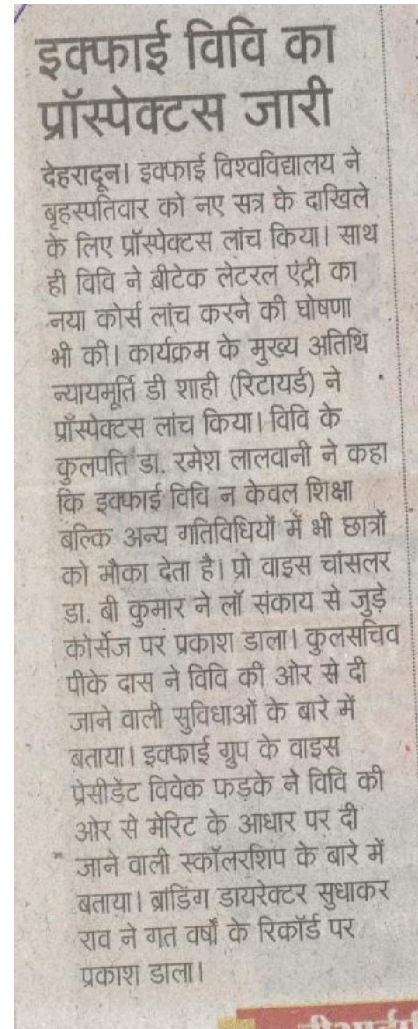 इक्फाई विवि का
प्रॉस्पेक्टस जारी
देहरादून। इक्फाई विश्वविद्यालय ने
बृहस्पतिवार को नए सत्र के दाखिले
के लिए प्रॉस्पेक्टस लांच किया। साथ
ही विवि ने बीटेक लेटरल एंट्री का
नया कोर्स लांच करने की घोषणा
भी की। कार्यक्रम के मुख्य अतिथि
न्यायमूर्ति डी शाही (रिटायर्ड) ने
प्रॉस्पेक्टस लांच किया। विवि के
कुलपति डा. रमेश लालवानी ने कहा
कि इक्फाई विवि न केवल शिक्षा
बल्कि अन्य गतिविधियों में भी छात्रों
को मौका देता है। प्रो वाइस चांसलर
डा. बी कुमार ने लॉ संकाय से जुड़े
कोर्सेज पर प्रकाश डाला। कुलसचिव
पीके दास ने विवि की ओर से दी
जाने वाली सुविधाओं के बारे में
बताया। इक्फाई ग्रुप के वाइस
प्रेसीडेंट विवेक फड़के ने विवि की
ओर से मेरिट के आधार पर दी
जाने वाली स्कॉलरशिप के बारे में
बताया। ब्रांडिंग डायरेक्टर सुधाकर
राव ने गत वर्षों के रिकॉर्ड पर
प्रकाश डाला।